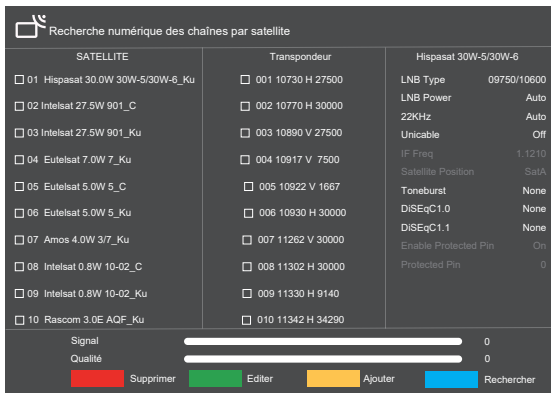 Recherche numérique des chaînes par satellite
SATELLITE
01 Hispasat 30.0W 30W-5/30W-6_Ku
02 Intelsat 27.5W 901_C
03 Intelsat 27.5W 901_Ku
04 Eutelsat 7.0W 7_Ku
05 Eutelsat 5.0W 5_C
06 Eutelsat 5.0W 5_Ku
07 Amos 4.0W 3/7_Ku
08 Intelsat 0.8W 10-02_C
09 Intelsat 0.8W 10-02_Ku
10 Rascom 3.0E AQF_Ku
Transpondeur
001 10730 H 27500
002 10770 H 30000
003 10890 V 27500
004 10917 V 7500
005 10922 V 1667
006 10930 H 30000
007 11262 V 30000
008 11302 H 30000
009 11330 H 9140
010 11342 H 34290
Hispasat 30W-5/30W-6
LNB Type 09750/10600
LNB Power Auto
22KHz Auto
Unicable Off
IF Freq 1.1210
Satellite Position SatA
Toneburst None
DiSEqC1.0 None
DiSEqC1.1 None
Enable Protected Pin On
Protected Pin 0
Signal 0
Qualité 0
Supprimer Editer Ajouter Rechercher